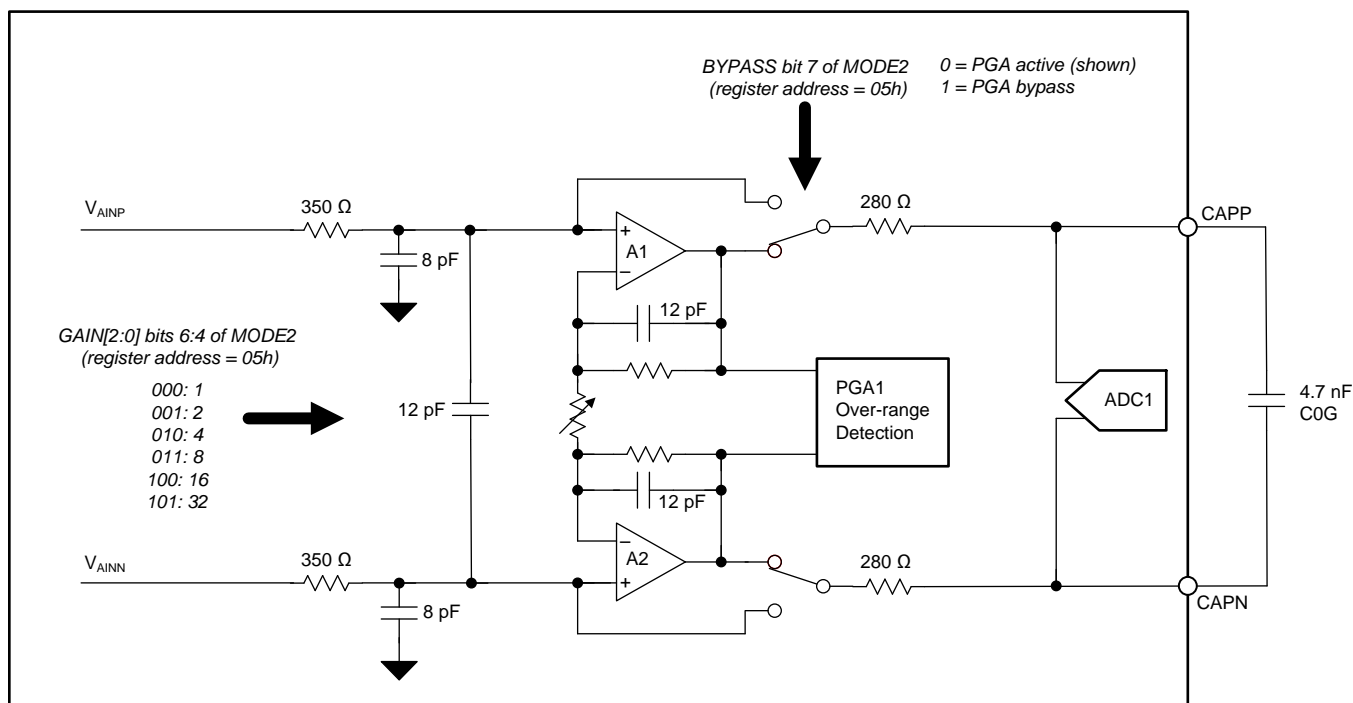 BYPASS bit 7 of MODE2
(register address = 05h)
0 = PGA active (shown)
1 = PGA bypass
VAINP
350 Ω
8 pF
280 Ω
CAPP
+
A1
−
12 pF
GAIN[2:0] bits 6:4 of MODE2
(register address = 05h)
000: 1
001: 2
010: 4
011: 8
100: 16
101: 32
12 pF
PGA1
Over-range
Detection
ADC1
4.7 nF
C0G
12 pF
VAINN
350 Ω
8 pF
−
A2
+
280 Ω
CAPN